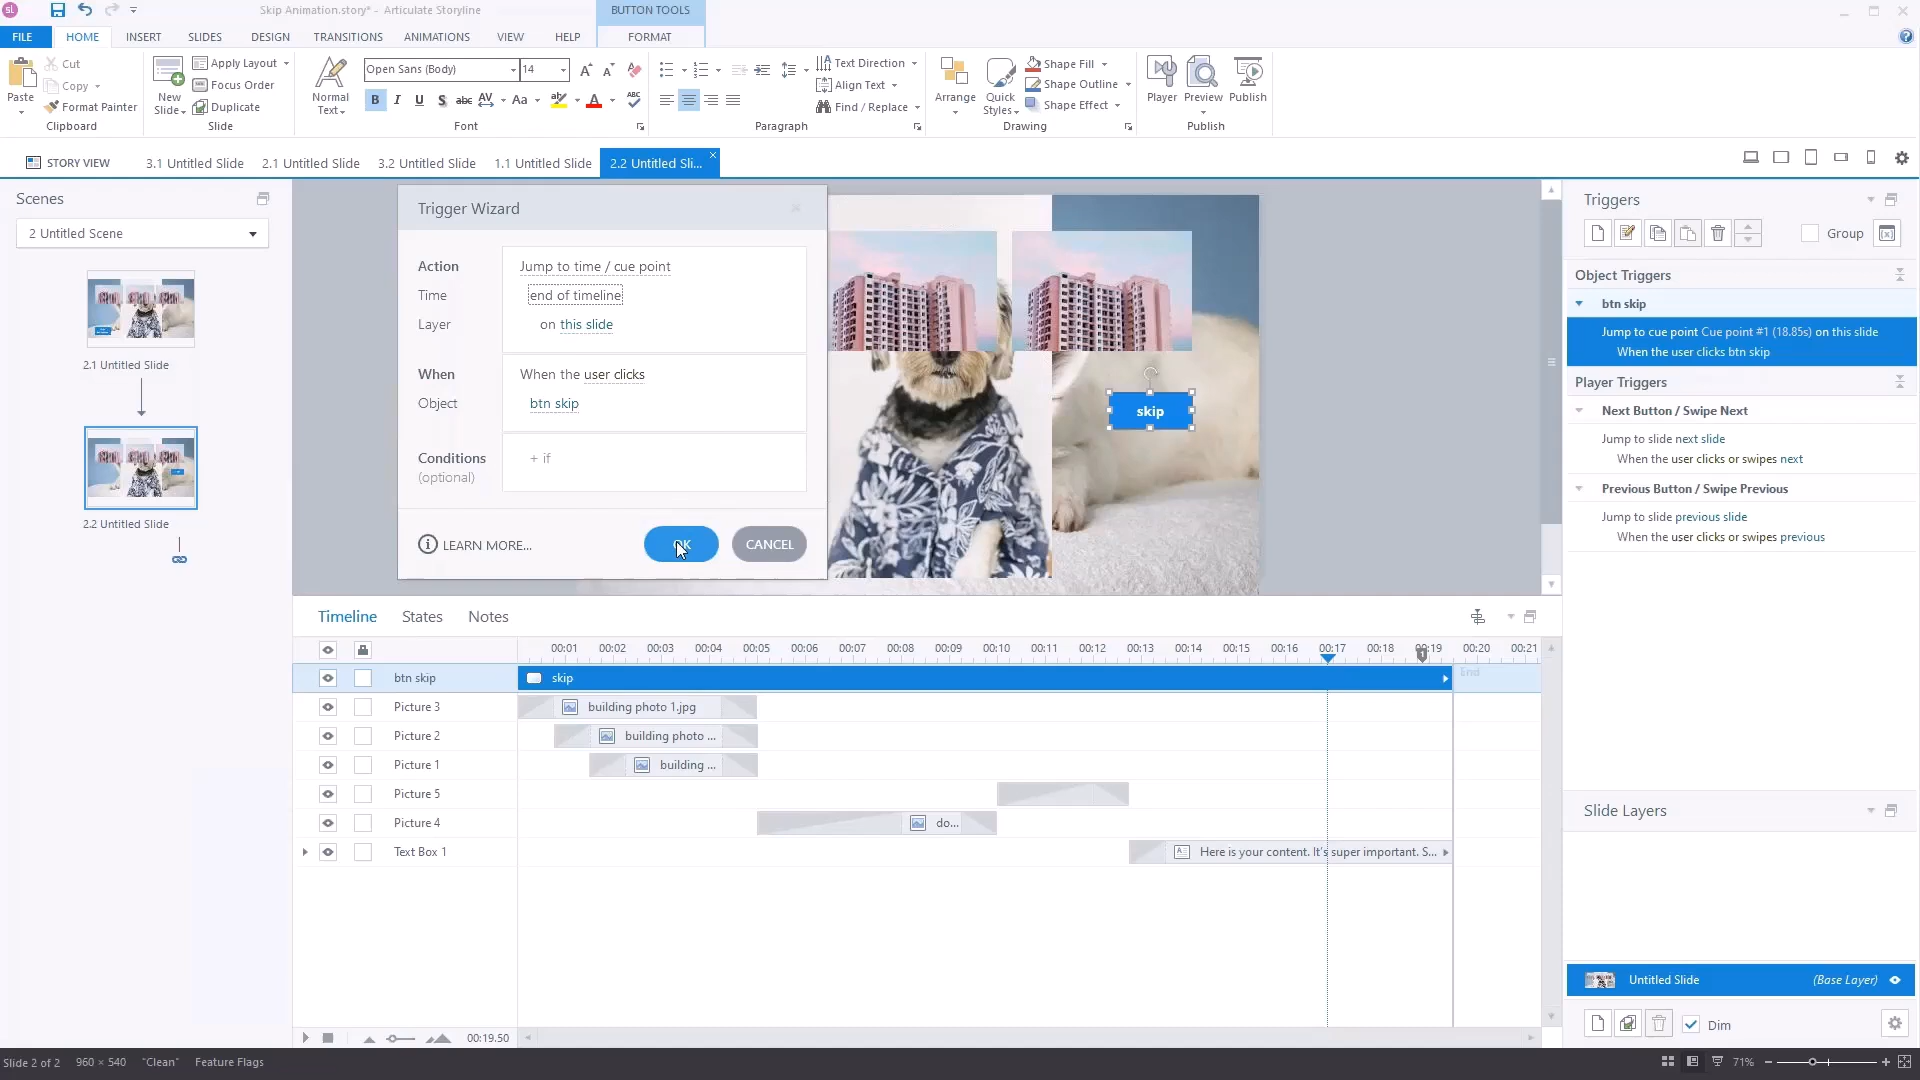 Skip Animation.story* - Articulate Storyline
BUTTON TOOLS
FILE HOME INSERT SLIDES DESIGN TRANSITIONS ANIMATIONS VIEW HELP FORMAT
Paste
Cut
Copy
Format Painter
Clipboard
New Slide
Apply Layout
Focus Order
Duplicate
Slide
Normal Text
Open Sans (Body) 14
B I U S abc AV Aa A ABC
Font
Text Direction
Align Text
Find / Replace
Paragraph
Arrange
Quick Styles
Shape Fill
Shape Outline
Shape Effect
Drawing
Player
Preview
Publish
Publish
STORY VIEW 3.1 Untitled Slide 2.1 Untitled Slide 3.2 Untitled Slide 1.1 Untitled Slide 2.2 Untitled Sli...
Scenes
2 Untitled Scene
2.1 Untitled Slide
2.2 Untitled Slide
Trigger Wizard
Action Jump to time / cue point
Time end of timeline
Layer on this slide
When When the user clicks
Object btn skip
Conditions + if
(optional)
LEARN MORE... OK CANCEL
skip
Triggers
Group
Object Triggers
btn skip
Jump to cue point Cue point #1 (18.85s) on this slide
When the user clicks btn skip
Player Triggers
Next Button / Swipe Next
Jump to slide next slide
When the user clicks or swipes next
Previous Button / Swipe Previous
Jump to slide previous slide
When the user clicks or swipes previous
Timeline States Notes
00:01 00:02 00:03 00:04 00:05 00:06 00:07 00:08 00:09 00:10 00:11 00:12 00:13 00:14 00:15 00:16 00:17 00:18 00:19 00:20 00:21
btn skip skip End
Picture 3 building photo 1.jpg
Picture 2 building photo ...
Picture 1 building ...
Picture 5
Picture 4 do...
Text Box 1 Here is your content. It's super important. S...
00:19.50
Slide Layers
Untitled Slide (Base Layer)
Dim
Slide 2 of 2 960 × 540 "Clean" Feature Flags 71%